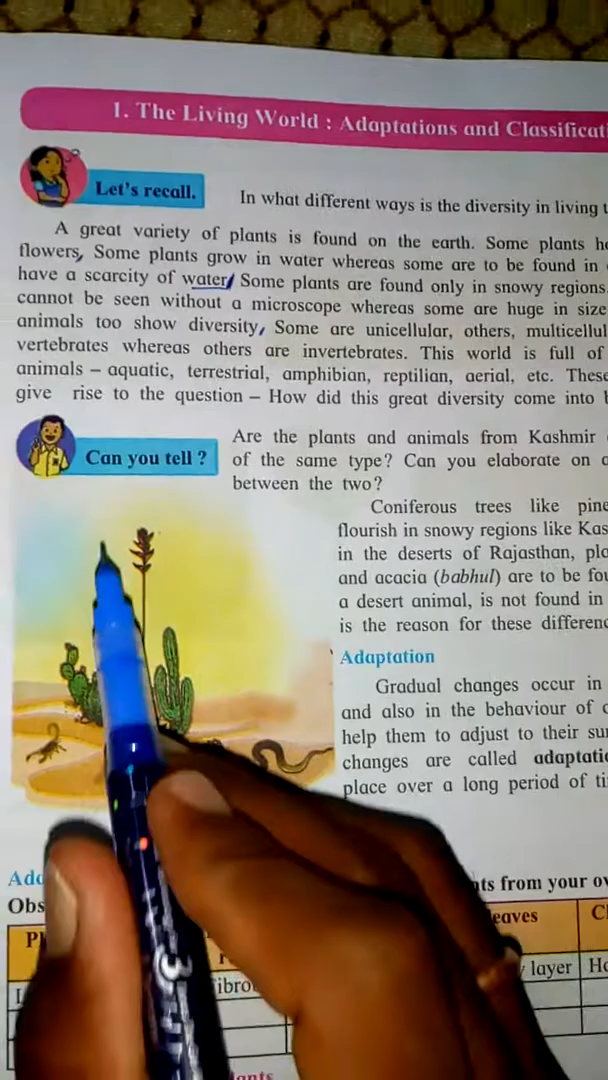 1. The Living World : Adaptations and Classificati
Let's recall.
In what different ways is the diversity in living t
A great variety of plants is found on the earth. Some plants
flowers, Some plants grow in water whereas some are to be found in
have a scarcity of water/ Some plants are found only in snowy regions.
cannot be seen without a microscope whereas some are huge in size
animals too show diversity, Some are unicellular, others, multicellul
vertebrates whereas others are invertebrates. This world is full of
animals – aquatic, terrestrial, amphibian, reptilian, aerial, etc. These
give rise to the question – How did this great diversity come into
Can you tell ?
Are the plants and animals from Kashmir
of the same type? Can you elaborate on
between the two?
Coniferous trees like pine
flourish in snowy regions like Kas
in the deserts of Rajasthan, pla
and acacia (babhul) are to be fou
a desert animal, is not found in
is the reason for these differenc
Adaptation
Gradual changes occur in
and also in the behaviour of
help them to adjust to their su
changes are called adaptatio
place over a long period of ti
Ada
Obs
nts from your ow
eaves
layer
Fibro
ants